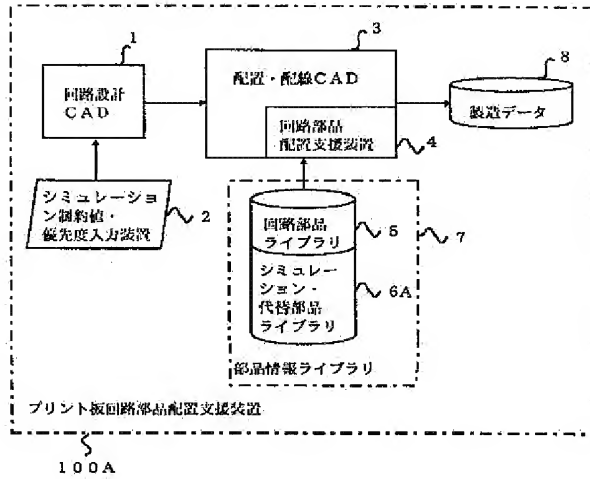 1
3
8
回路設計
CAD
配置・配線CAD
製造データ
回路部品
配置支援装置
4
シミュレーショ
ン制約値・
優先度入力装置
2
回路部品
ライブラリ
5
7
シミュレー
ション・
代替部品
ライブラリ
6A
部品情報ライブラリ
プリント板回路部品配置支援装置
100A